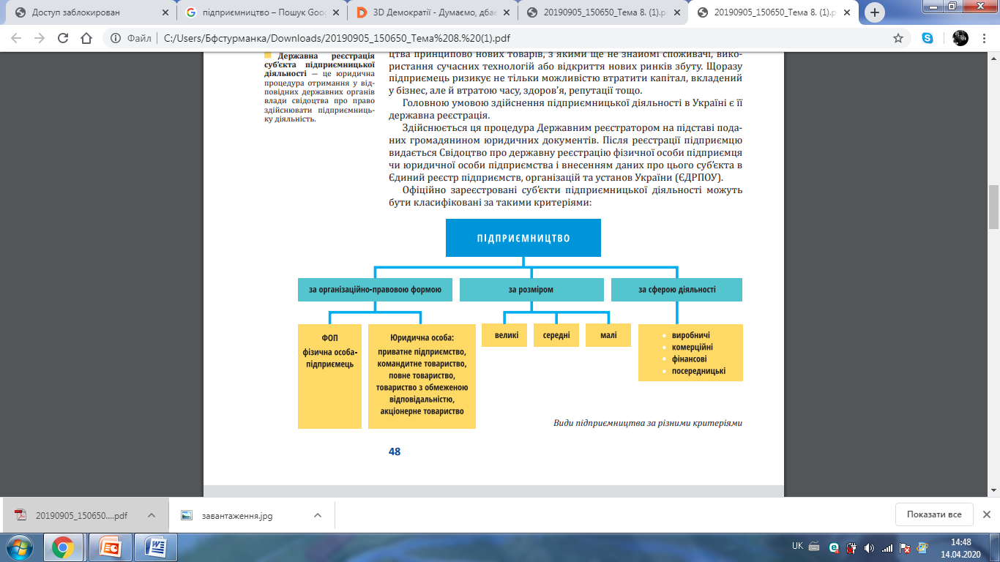 Доступ заблокирован
підприємництво – Пошук Goo
3D Демократії - Думаємо, дбає
20190905_150650_Тема 8. (1).p
20190905_150650_Тема 8. (1).p
Файл
C:/Users/Бфстурманка/Downloads/20190905_150650_Тема%208.%20(1).pdf
Державна реєстрація
суб'єкта підприємницької
діяльності — це юридична
процедура отримання у від-
повідних державних органів
влади свідоцтва про право
здійснювати підприємниць-
ку діяльність.
цтва принципово нових товарів, з якими ще не знайомі споживачі, вико-
ристання сучасних технологій або відкриття нових ринків збуту. Щоразу
підприємець ризикує не тільки можливістю втратити капітал, вкладений
у бізнес, але й втратою часу, здоров'я, репутації тощо.
Головною умовою здійснення підприємницької діяльності в Україні є її
державна реєстрація.
Здійснюється ця процедура Державним реєстратором на підставі пода-
них громадянином юридичних документів. Після реєстрації підприємцю
видається Свідоцтво про державну реєстрацію фізичної особи підприємця
чи юридичної особи підприємства і внесенням даних про цього суб'єкта в
Єдиний реєстр підприємств, організацій та установ України (ЄДРПОУ).
Офіційно зареєстровані суб'єкти підприємницької діяльності можуть
бути класифіковані за такими критеріями:
ПІДПРИЄМНИЦТВО
за організаційно-правовою формою
за розміром
за сферою діяльності
ФОП
фізична особа-
підприємець
Юридична особа:
приватне підприємство,
командитне товариство,
повне товариство,
товариство з обмеженою
відповідальністю,
акціонерне товариство
великі
середні
малі
• виробничі
• комерційні
• фінансові
• посередницькі
Види підприємництва за різними критеріями
48
20190905_150650....pdf
завантаження.jpg
Показати все
UK
14:48
14.04.2020